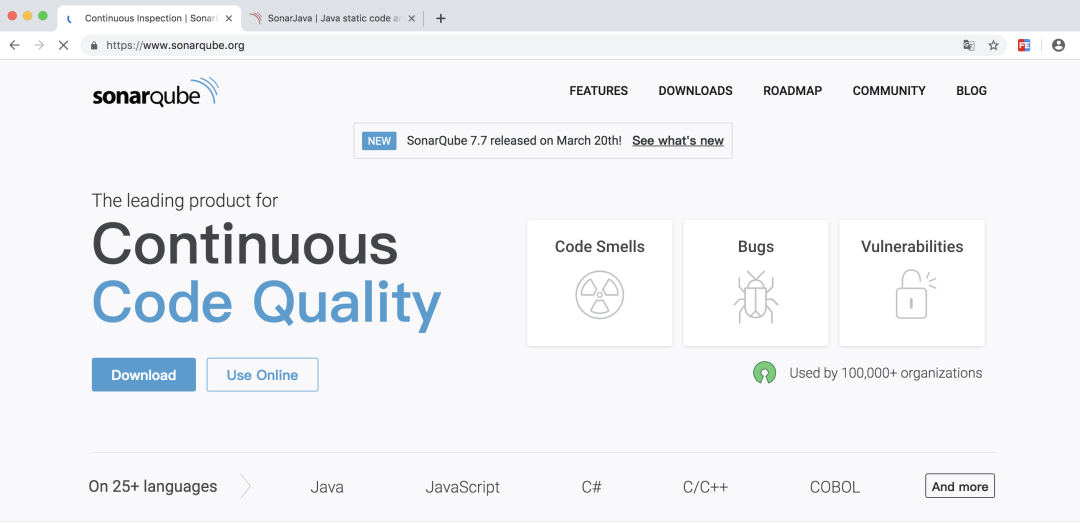 Continuous Inspection | Sonar
SonarJava | Java static code a
https://www.sonarqube.org
FE
sonarqube
FEATURES
DOWNLOADS
ROADMAP
COMMUNITY
BLOG
NEW SonarQube 7.7 released on March 20th! See what's new
The leading product for
Continuous
Code Quality
Code Smells
Bugs
Vulnerabilities
Download
Use Online
Used by 100,000+ organizations
On 25+ languages
Java
JavaScript
C#
C/C++
COBOL
And more